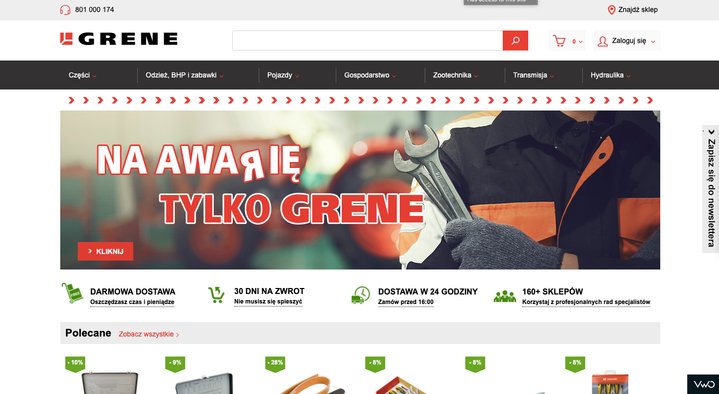 801 000 174
Znajdź sklep
GRENE
0
Zaloguj się
Części
Odzież, BHP i zabawki
Pojazdy
Gospodarstwo
Zootechnika
Transmisja
Hydraulika
NA AWARIĘ
TYLKO GRENE
KLIKNIJ
Zapisz się do newslettera
DARMOWA DOSTAWA
Oszczędzasz czas i pieniądze
30 DNI NA ZWROT
Nie musisz się spieszyć
DOSTAWA W 24 GODZINY
Zamów przed 16:00
160+ SKLEPÓW
Korzystaj z profesjonalnych rad specjalistów
Polecane
Zobacz wszystkie
- 10%
- 9%
- 28%
- 8%
- 8%
- 8%
VWO